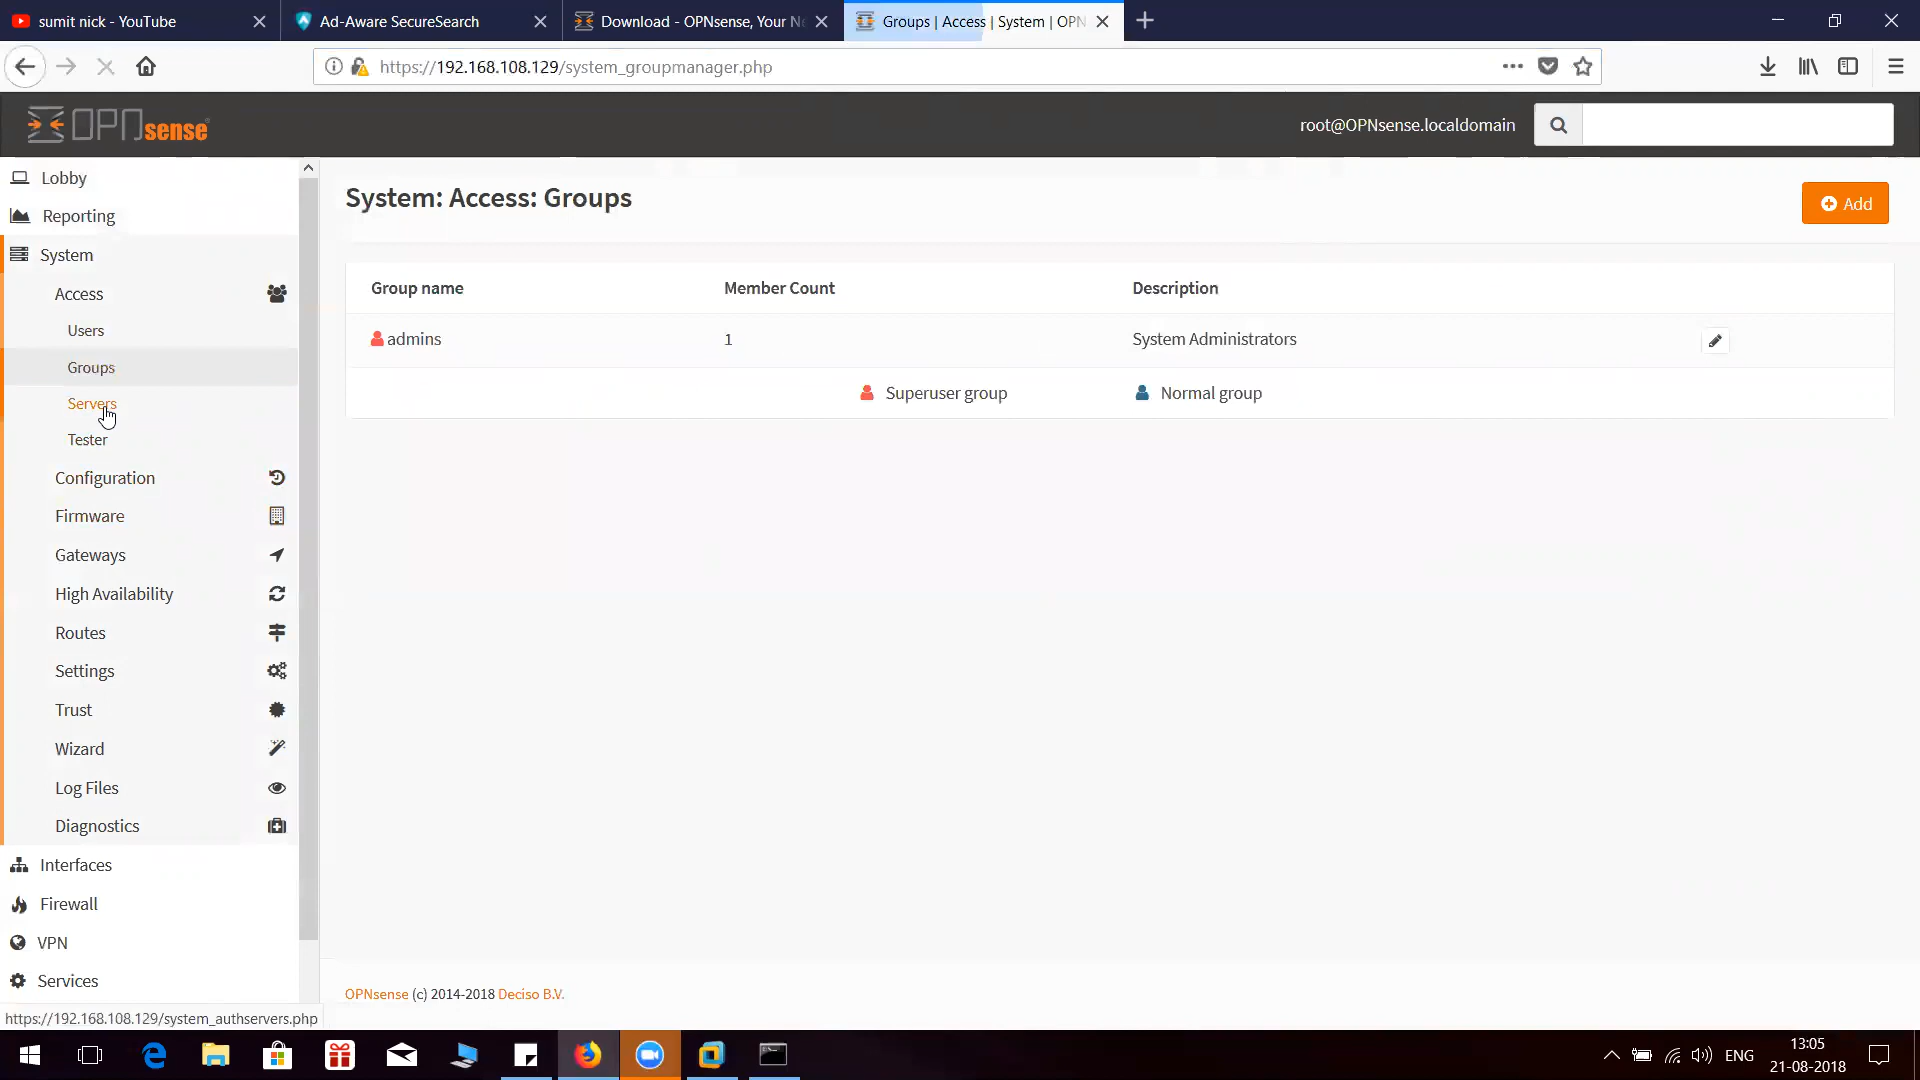 sumit nick - YouTube
Ad-Aware SecureSearch
Download - OPNsense, Your N
Groups | Access | System | OPN
https://192.168.108.129/system_groupmanager.php
OPNsense
root@OPNsense.localdomain
Lobby
Reporting
System
Access
Users
Groups
Servers
Tester
Configuration
Firmware
Gateways
High Availability
Routes
Settings
Trust
Wizard
Log Files
Diagnostics
Interfaces
Firewall
VPN
Services
System: Access: Groups
Add
Group name Member Count Description
admins 1 System Administrators
Superuser group Normal group
OPNsense (c) 2014-2018 Deciso B.V.
https://192.168.108.129/system_authservers.php
ENG
13:05
21-08-2018